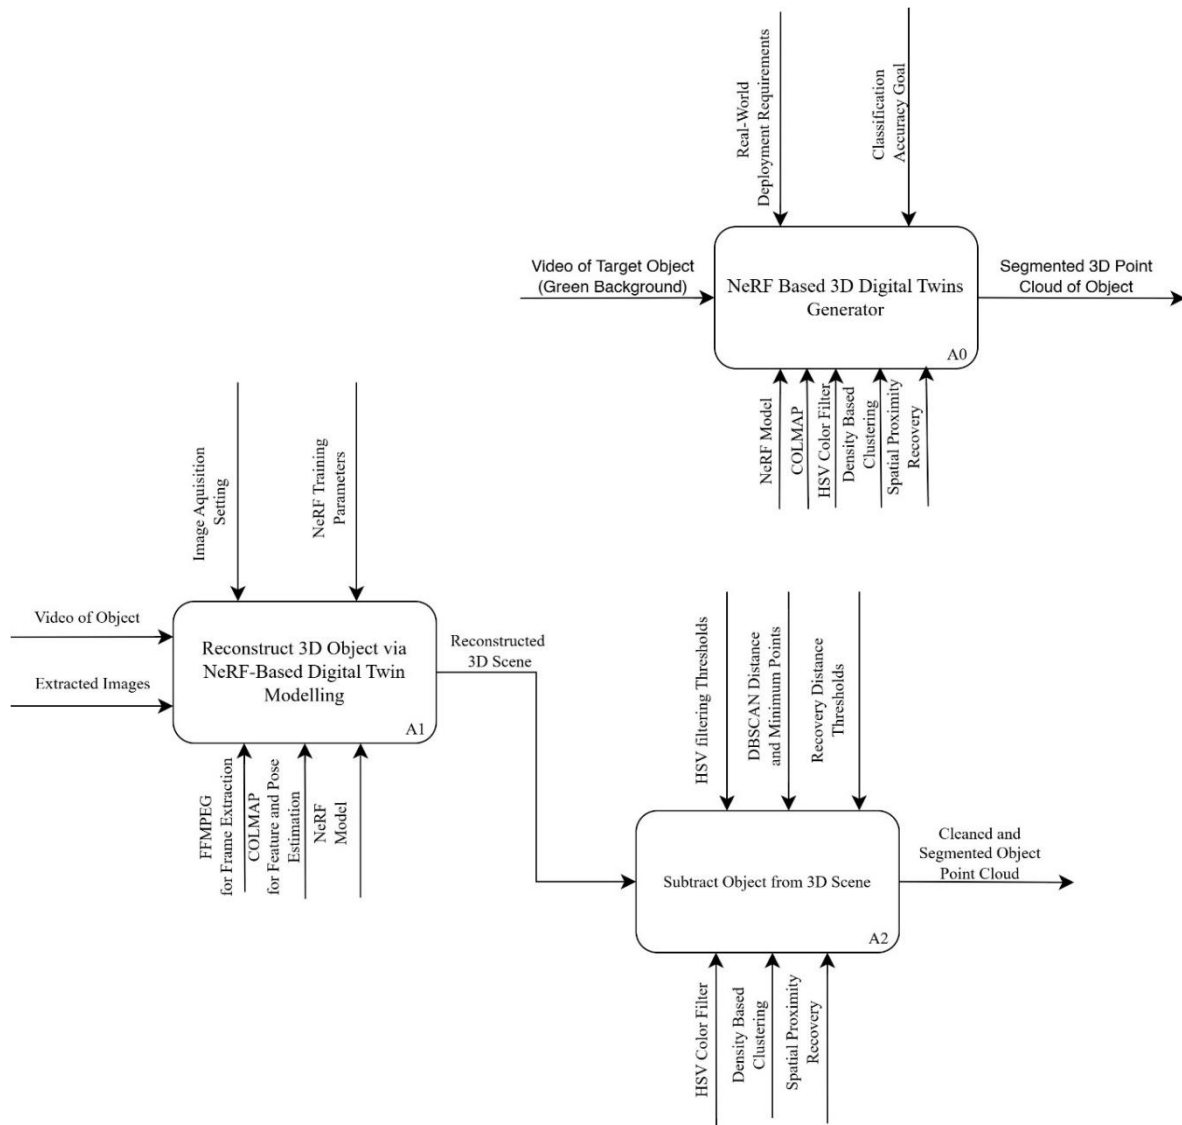 Real-World
Deployment Requirements
Classification
Accuracy Goal
Video of Target Object
(Green Background)
NeRF Based 3D Digital Twins
Generator
A0
Segmented 3D Point
Cloud of Object
NeRF Model
COLMAP
HSV Color Filter
Density Based
Clustering
Spatial Proximity
Recovery
Image Aquisition
Setting
NeRF Training
Parameters
Video of Object
Extracted Images
Reconstruct 3D Object via
NeRF-Based Digital Twin
Modelling
A1
Reconstructed
3D Scene
FFMPEG
for Frame Extraction
COLMAP
for Feature and Pose
Estimation
NeRF
Model
HSV filtering Thresholds
DBSCAN Distance
and Minimum Points
Recovery Distance
Thresholds
Subtract Object from 3D Scene
A2
Cleaned and
Segmented Object
Point Cloud
HSV Color Filter
Density Based
Clustering
Spatial Proximity
Recovery